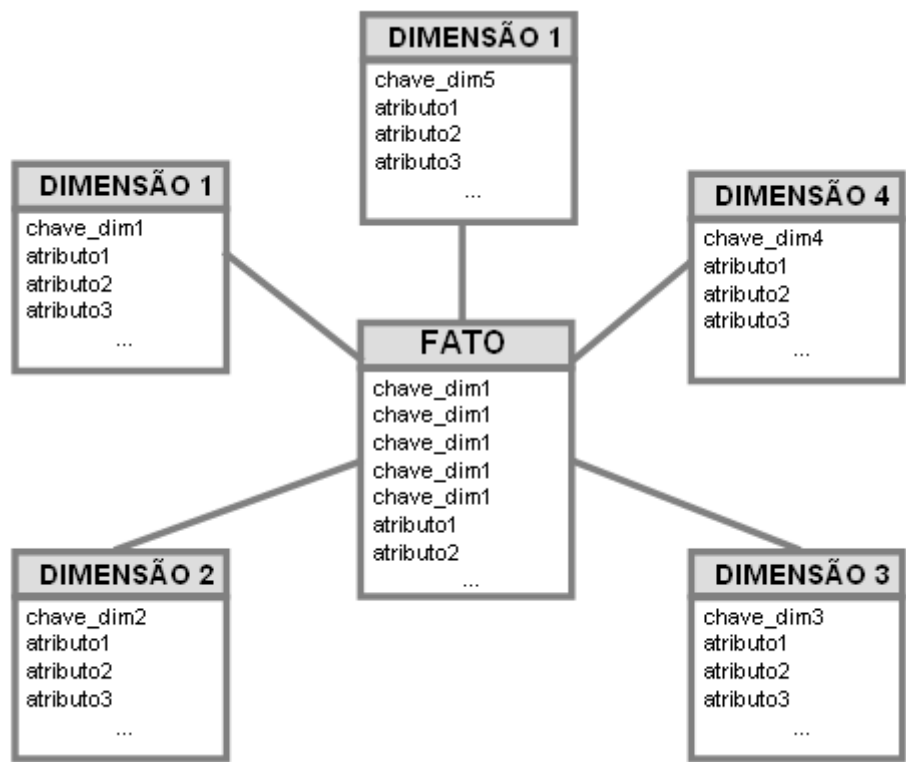 DIMENSÃO 1
chave_dim5
atributo1
atributo2
atributo3
...
DIMENSÃO 1
chave_dim1
atributo1
atributo2
atributo3
...
DIMENSÃO 4
chave_dim4
atributo1
atributo2
atributo3
...
FATO
chave_dim1
chave_dim1
chave_dim1
chave_dim1
chave_dim1
atributo1
atributo2
...
DIMENSÃO 2
chave_dim2
atributo1
atributo2
atributo3
...
DIMENSÃO 3
chave_dim3
atributo1
atributo2
atributo3
...